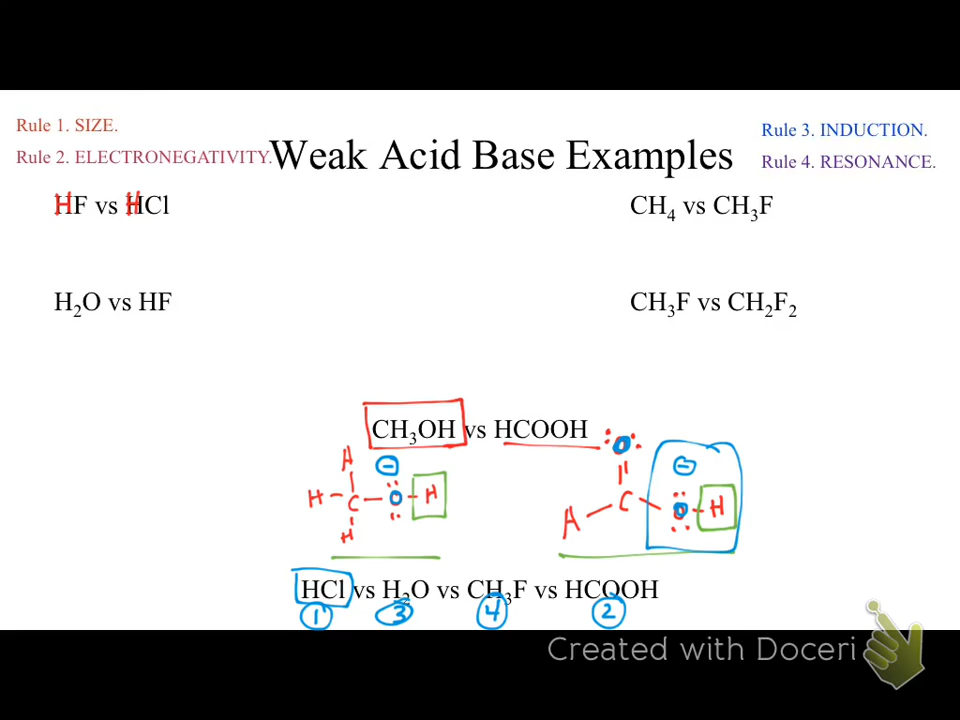 Rule 1. SIZE.
Rule 2. ELECTRONEGATIVITY.
Weak Acid Base Examples
Rule 3. INDUCTION.
Rule 4. RESONANCE.
HF vs HCl
CH₄ vs CH₃F
H₂O vs HF
CH₃F vs CH₂F₂
CH₃OH vs HCOOH
H
H – C – O – H
H
O
H – C – O – H
HCl vs H₂O vs CH₃F vs HCOOH
1 3 4 2
Created with Doceri